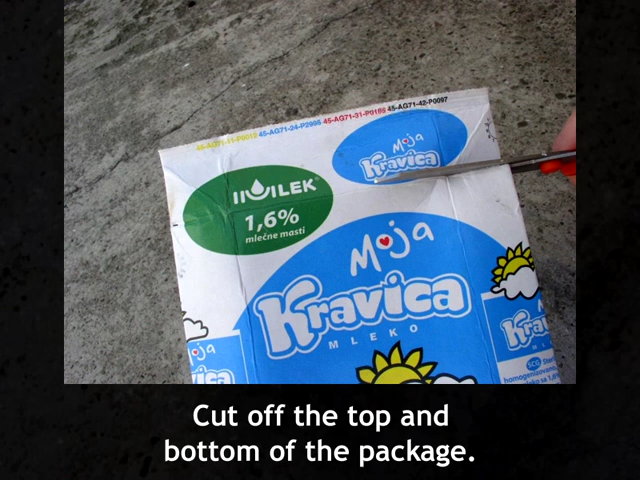 45-AG71-34-P2995 45-AG71-31-P0186 45-AG71-42-P0097
Moja
Kravica
IMLEK
1,6%
mlečne masti
Moja
Kravica
MLEKO
Cut off the top and
bottom of the package.